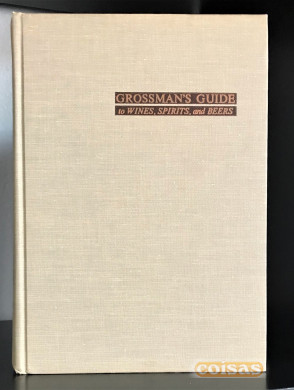 GROSSMAN'S GUIDE
to WINES, SPIRITS, and BEERS
coisas